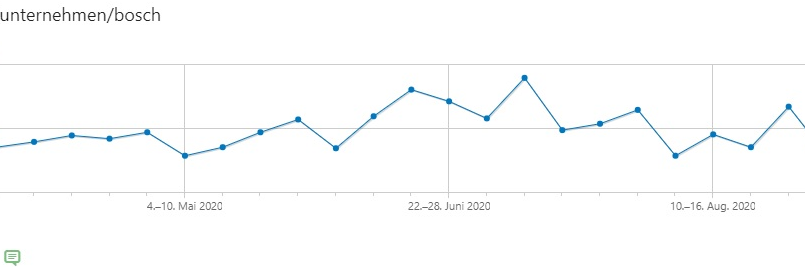 unternehmen/bosch
4.–10. Mai 2020
22.–28. Juni 2020
10.–16. Aug. 2020